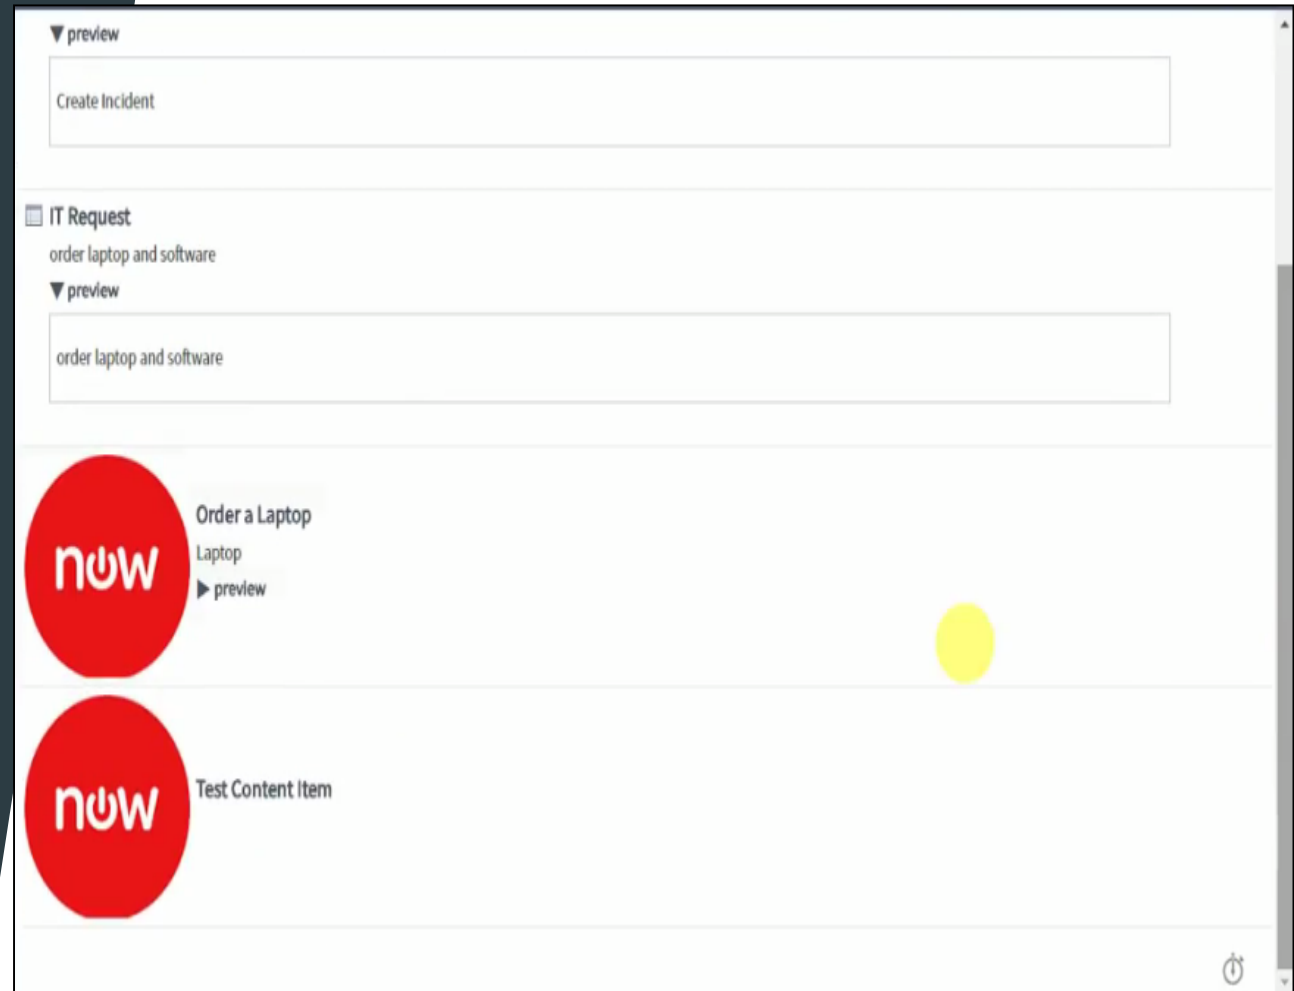 preview
Create Incident
IT Request
order laptop and software
preview
order laptop and software
now
Order a Laptop
Laptop
preview
now
Test Content Item